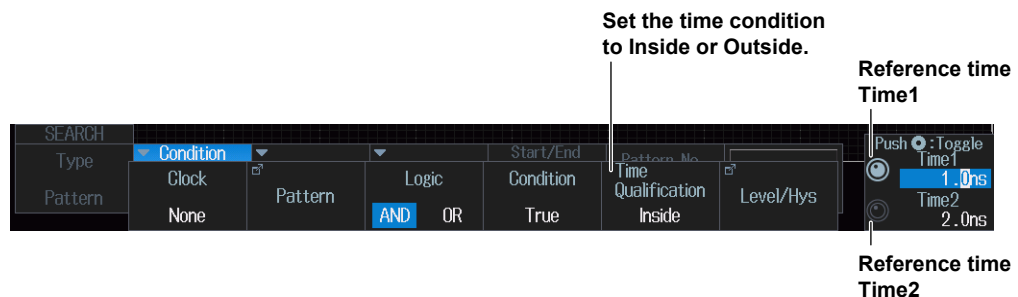 Set the time condition
to Inside or Outside.
Reference time
Time1
SEARCH
Type
Pattern
Condition
Start/End
Pattern No.
Clock
None
Pattern
Logic
AND OR
Condition
True
Time
Qualification
Inside
Level/Hys
Push :Toggle
Time1
1.0ns
Time2
2.0ns
Reference time
Time2